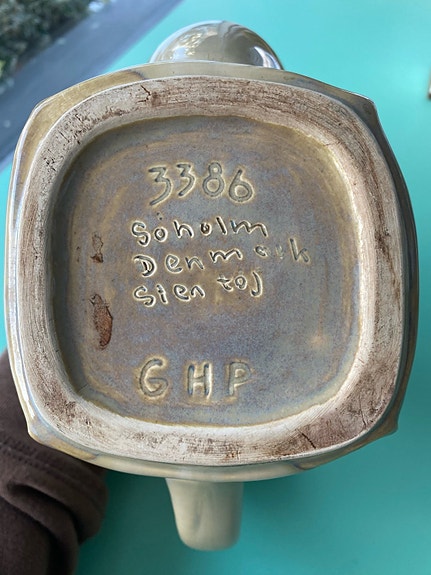 3386
Søholm
Denmark
Stentøj
GHP